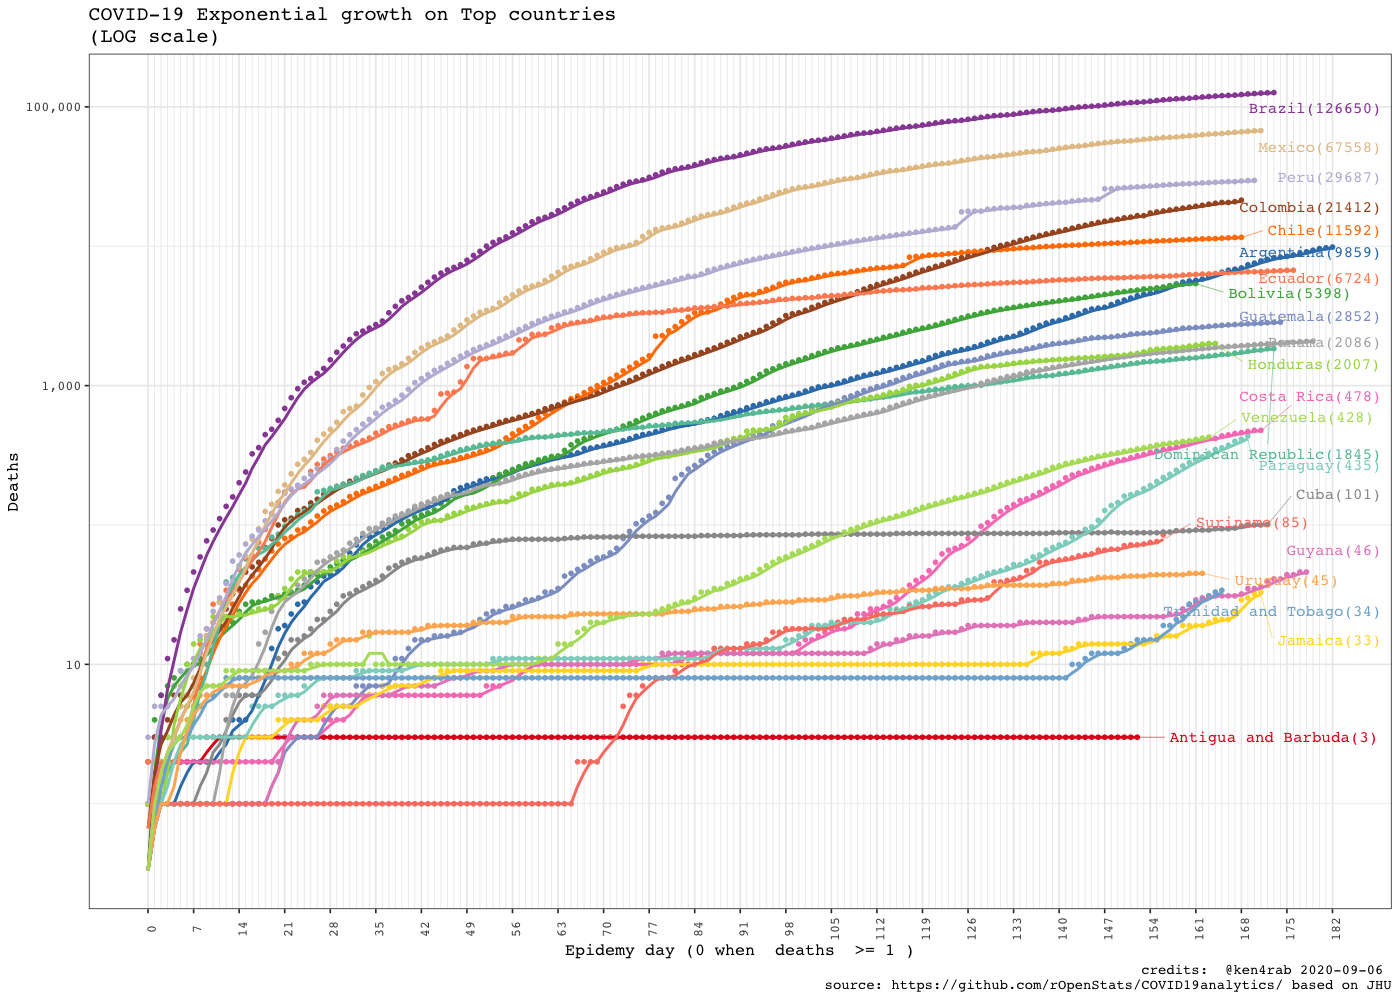 COVID-19 Exponential growth on Top countries
(LOG scale)
100,000
1,000
10
Deaths
Brazil(126650)
Mexico(67558)
Peru(29687)
Colombia(21412)
Chile(11592)
Argentina(9859)
Ecuador(6724)
Bolivia(5398)
Guatemala(2852)
Panama(2086)
Honduras(2007)
Costa Rica(478)
Venezuela(428)
Dominican Republic(1845)
Paraguay(435)
Cuba(101)
Suriname(85)
Guyana(46)
Uruguay(45)
Trinidad and Tobago(34)
Jamaica(33)
Antigua and Barbuda(3)
0 7 14 21 28 35 42 49 56 63 70 77 84 91 98 105 112 119 126 133 140 147 154 161 168 175 182
Epidemy day (0 when  deaths  >= 1 )
credits:  @ken4rab 2020-09-06
source: https://github.com/rOpenStats/COVID19analytics/ based on JHU